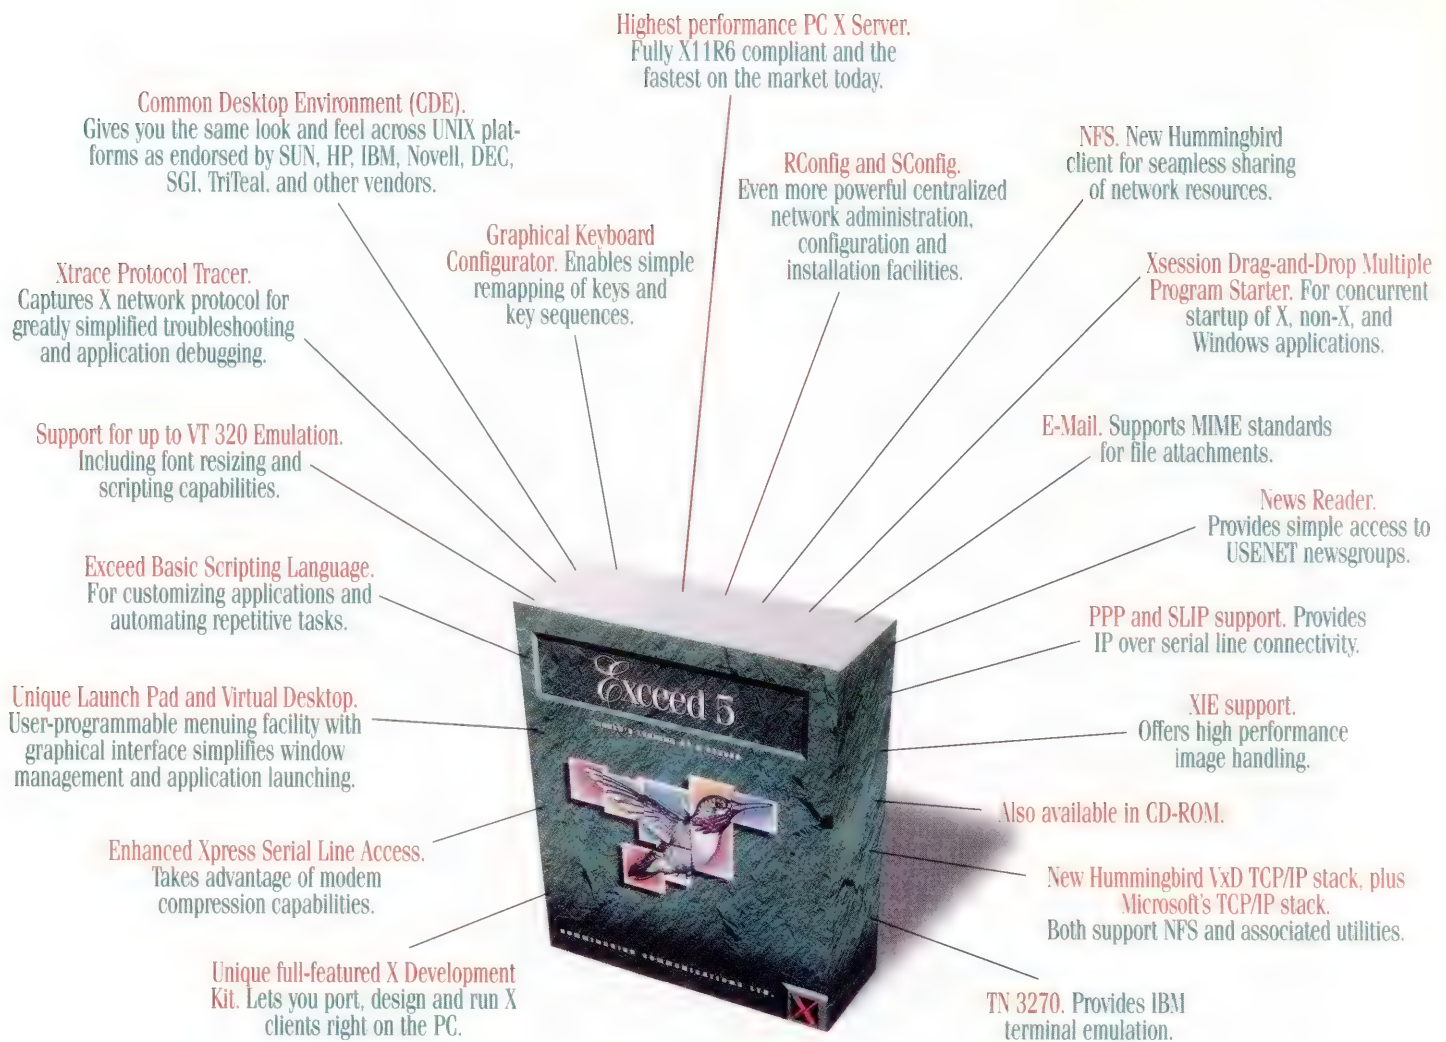 Highest performance PC X Server.
Fully X11R6 compliant and the
fastest on the market today.
Common Desktop Environment (CDE).
Gives you the same look and feel across UNIX plat-
forms as endorsed by SUN, HP, IBM, Novell, DEC,
SGI, TriTeal, and other vendors.
NFS. New Hummingbird
client for seamless sharing
of network resources.
RConfig and SConfig.
Even more powerful centralized
network administration,
configuration and
installation facilities.
Graphical Keyboard
Configurator. Enables simple
remapping of keys and
key sequences.
Xtrace Protocol Tracer.
Captures X network protocol for
greatly simplified troubleshooting
and application debugging.
Xsession Drag-and-Drop Multiple
Program Starter. For concurrent
startup of X, non-X, and
Windows applications.
Support for up to VT 320 Emulation.
Including font resizing and
scripting capabilities.
E-Mail. Supports MIME standards
for file attachments.
News Reader.
Provides simple access to
USENET newsgroups.
Exceed Basic Scripting Language.
For customizing applications and
automating repetitive tasks.
PPP and SLIP support. Provides
IP over serial line connectivity.
Unique Launch Pad and Virtual Desktop.
User-programmable menuing facility with
graphical interface simplifies window
management and application launching.
XIE support.
Offers high performance
image handling.
Also available in CD-ROM.
Enhanced Xpress Serial Line Access.
Takes advantage of modem
compression capabilities.
New Hummingbird VxD TCP/IP stack, plus
Microsoft's TCP/IP stack.
Both support NFS and associated utilities.
Unique full-featured X Development
Kit. Lets you port, design and run X
clients right on the PC.
TN 3270. Provides IBM
terminal emulation.
Exceed 5
HUMMINGBIRD COMMUNICATIONS LTD.
X